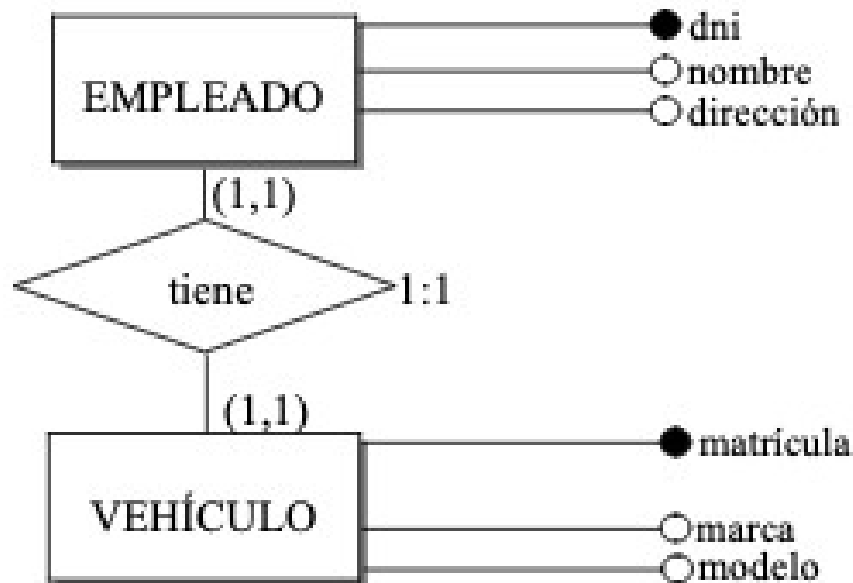 dni
nombre
EMPLEADO
dirección
(1,1)
tiene
1:1
(1,1)
matrícula
VEHÍCULO
marca
modelo